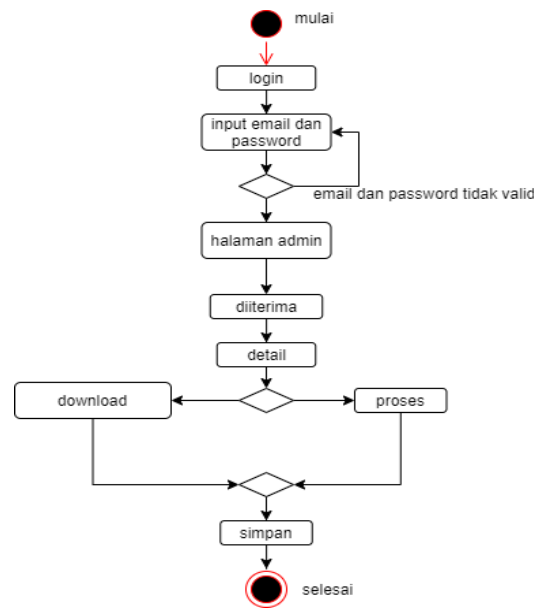 mulai
login
input email dan
password
email dan password tidak valid
halaman admin
diiterima
detail
download
proses
simpan
selesai